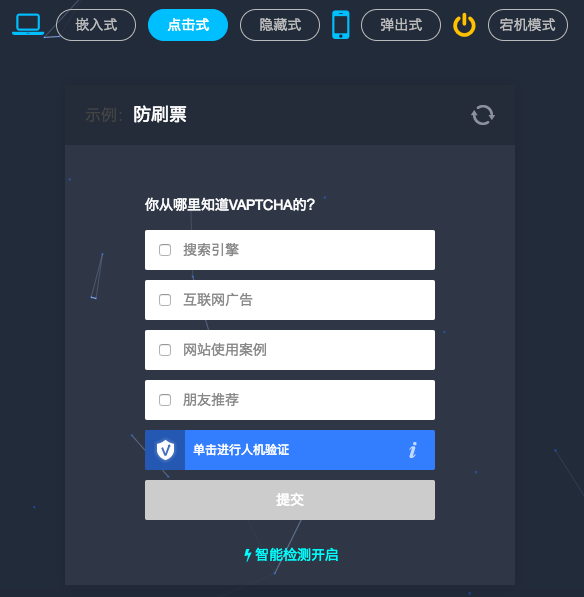 嵌入式 点击式 隐藏式 弹出式 宕机模式
示例: 防刷票
你从哪里知道VAPTCHA的?
搜索引擎
互联网广告
网站使用案例
朋友推荐
单击进行人机验证 i
提交
智能检测开启